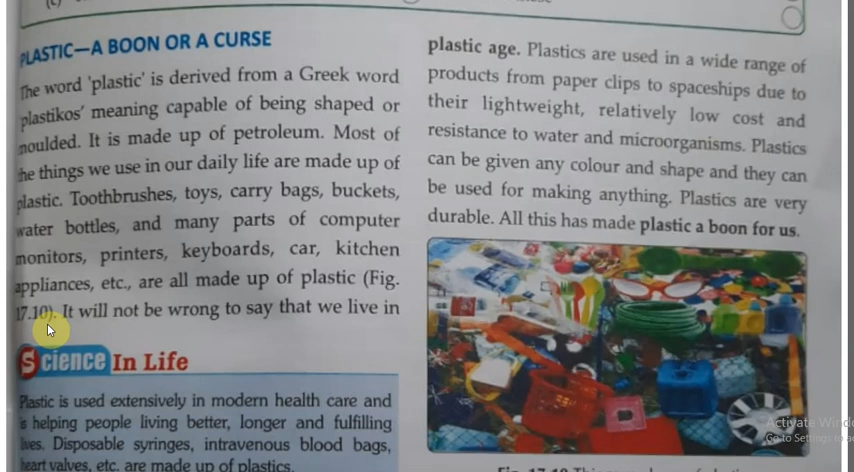 PLASTIC—A BOON OR A CURSE
The word 'plastic' is derived from a Greek word
'plastikos' meaning capable of being shaped or
moulded. It is made up of petroleum. Most of
the things we use in our daily life are made up of
plastic. Toothbrushes, toys, carry bags, buckets,
water bottles, and many parts of computer
monitors, printers, keyboards, car, kitchen
appliances, etc., are all made up of plastic (Fig.
17.10). It will not be wrong to say that we live in
Science In Life
Plastic is used extensively in modern health care and
is helping people living better, longer and fulfilling
lives. Disposable syringes, intravenous blood bags,
heart valves, etc. are made up of plastics.
plastic age. Plastics are used in a wide range of
products from paper clips to spaceships due to
their lightweight, relatively low cost and
resistance to water and microorganisms. Plastics
can be given any colour and shape and they can
be used for making anything. Plastics are very
durable. All this has made plastic a boon for us.
Activate Wind
Go to Settings to a